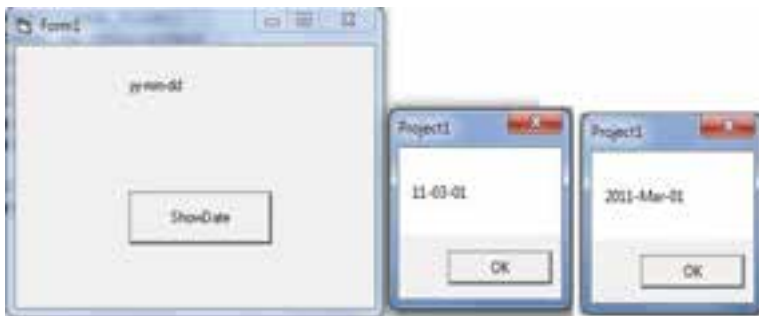 Form1
yy-mm-dd
ShowDate
Project1
11-03-01
OK
Project1
2011-Mar-01
OK